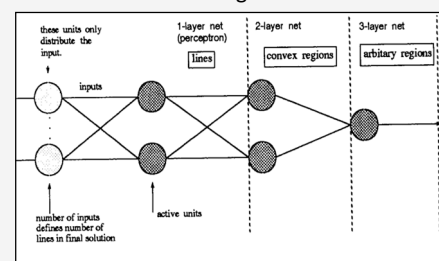 these units only
distribute the
input.
1-layer net
(perceptron)
lines
2-layer net
convex regions
3-layer net
arbitary regions
inputs
number of inputs
defines number of
lines in final solution
active units